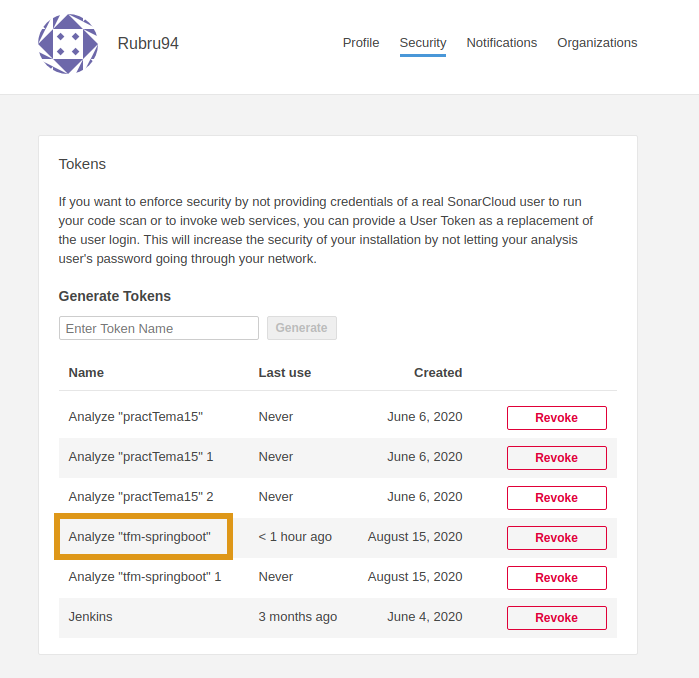 Rubru94
Profile Security Notifications Organizations
Tokens
If you want to enforce security by not providing credentials of a real SonarCloud user to run
your code scan or to invoke web services, you can provide a User Token as a replacement of
the user login. This will increase the security of your installation by not letting your analysis
user's password going through your network.
Generate Tokens
Enter Token Name Generate
Name Last use Created
Analyze "practTema15" Never June 6, 2020 Revoke
Analyze "practTema15" 1 Never June 6, 2020 Revoke
Analyze "practTema15" 2 Never June 6, 2020 Revoke
Analyze "tfm-springboot" < 1 hour ago August 15, 2020 Revoke
Analyze "tfm-springboot" 1 Never August 15, 2020 Revoke
Jenkins 3 months ago June 4, 2020 Revoke